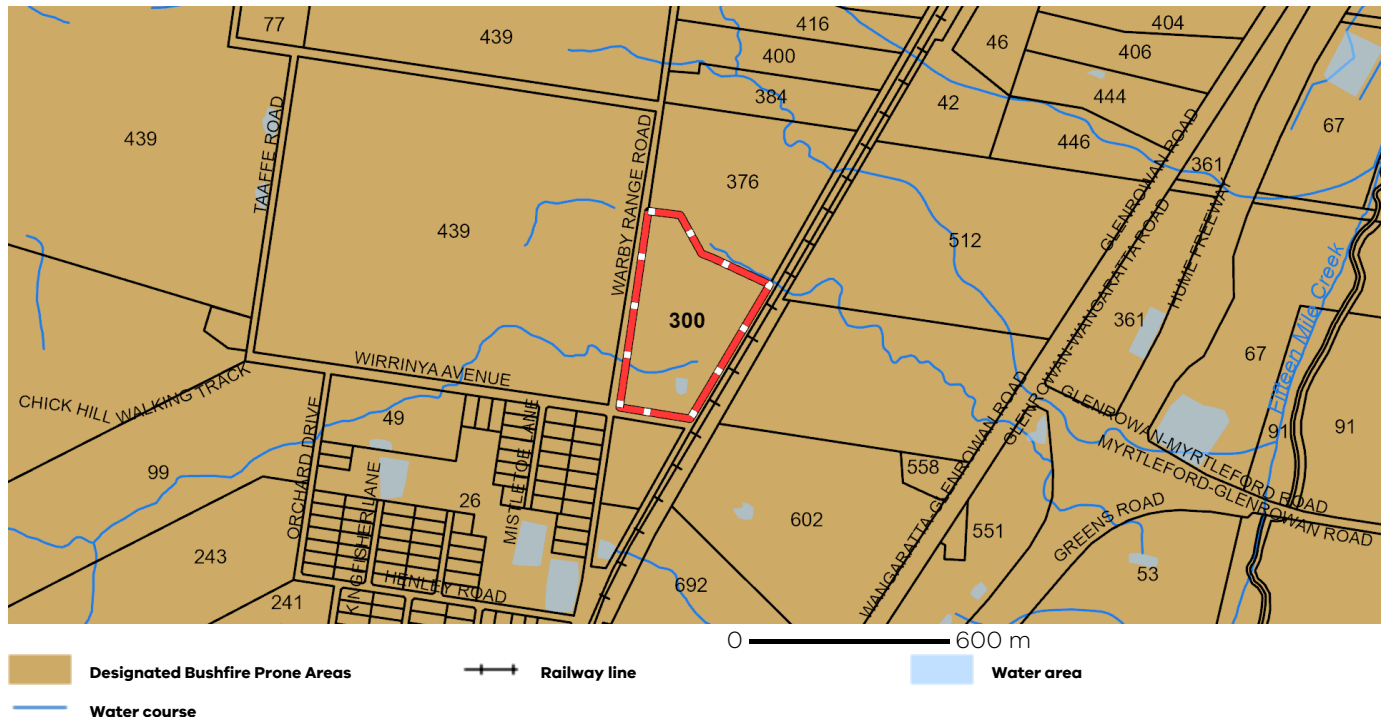 77
439
416
400
384
46
404
406
444
42
446
67
439
TAAFFE ROAD
WARBY RANGE ROAD
376
361
GLENROWAN ROAD
439
512
HUME FREEWAY
GLENROWAN-WANGARATTA ROAD
Fifteen Mile Creek
300
361
67
WIRRINYA AVENUE
CHICK HILL WALKING TRACK
49
MISTLETOE LANE
ORCHARD DRIVE
GLENROWAN-MYRTLEFORD ROAD
MYRTLEFORD-GLENROWAN ROAD
91
91
99
558
WANGARATTA-GLENROWAN ROAD
26
KINGFISHER LANE
602
551
GREENS ROAD
243
HENLEY ROAD
692
53
241
0 600 m
Designated Bushfire Prone Areas
Railway line
Water area
Water course